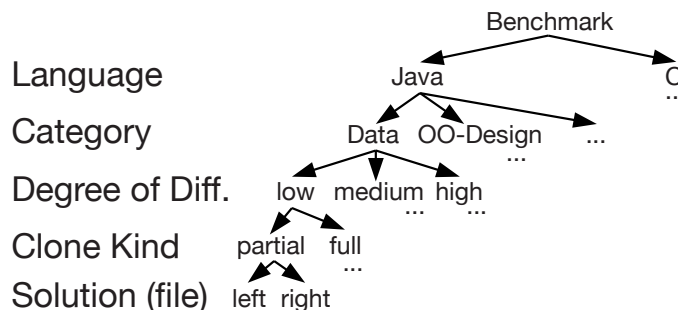 Benchmark
Language Java C
...
Category Data OO-Design ...
...
Degree of Diff. low medium high
... ...
Clone Kind partial full
...
Solution (file) left right